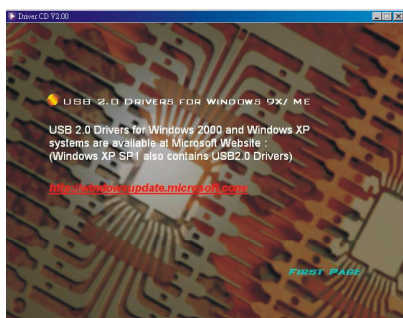 Driver CD V2.00
USB 2.0 Drivers for Windows 9x/ ME
USB 2.0 Drivers for Windows 2000 and Windows XP
systems are available at Microsoft Website :
(Windows XP SP1 also contains USB2.0 Drivers)
http://windowsupdate.microsoft.com/
First Page